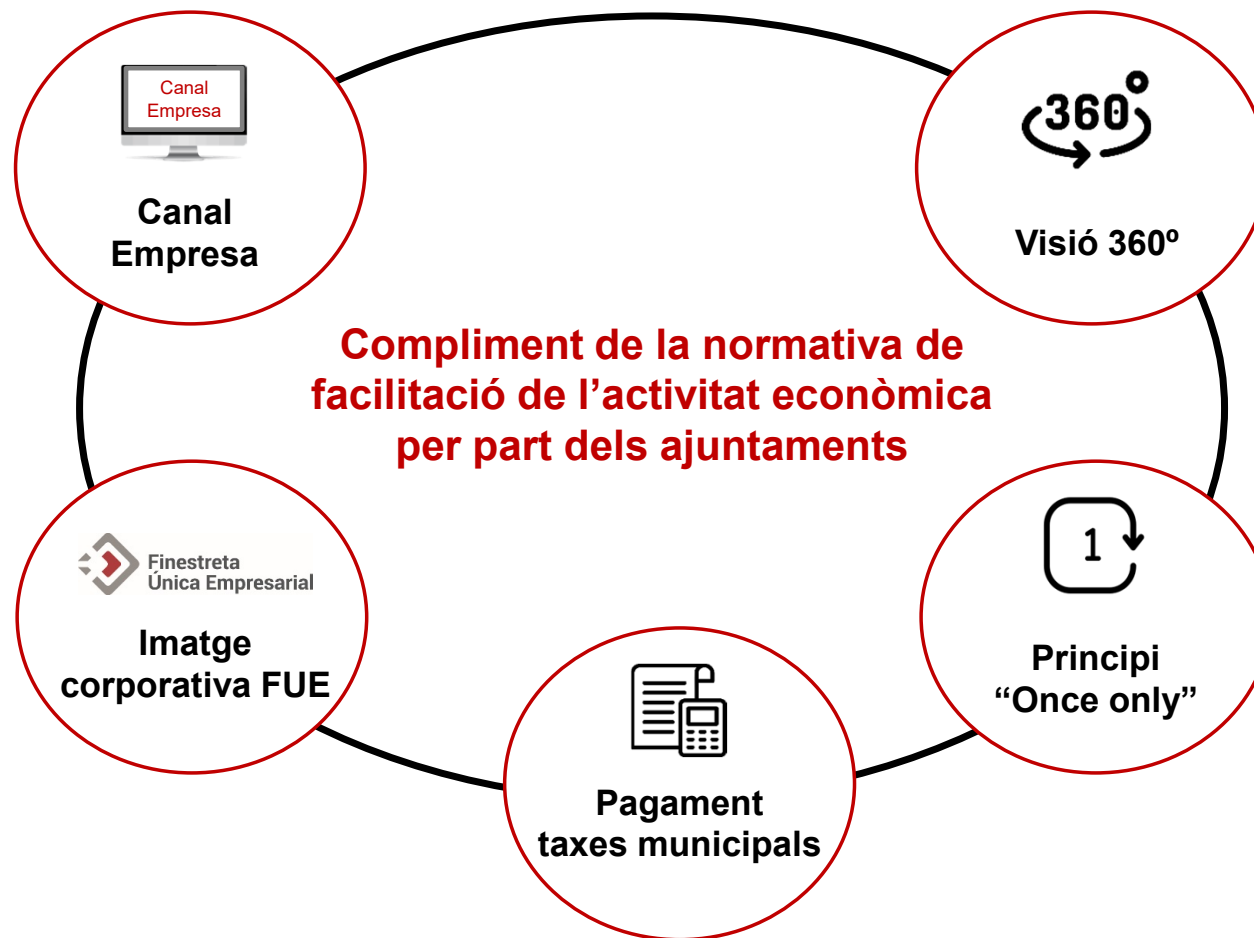 Canal
Empresa
Canal
Empresa
360°
Visió 360º
Compliment de la normativa de
facilitació de l’activitat econòmica
per part dels ajuntaments
Finestreta
Única Empresarial
Imatge
corporativa FUE
1
Principi
“Once only”
Pagament
taxes municipals